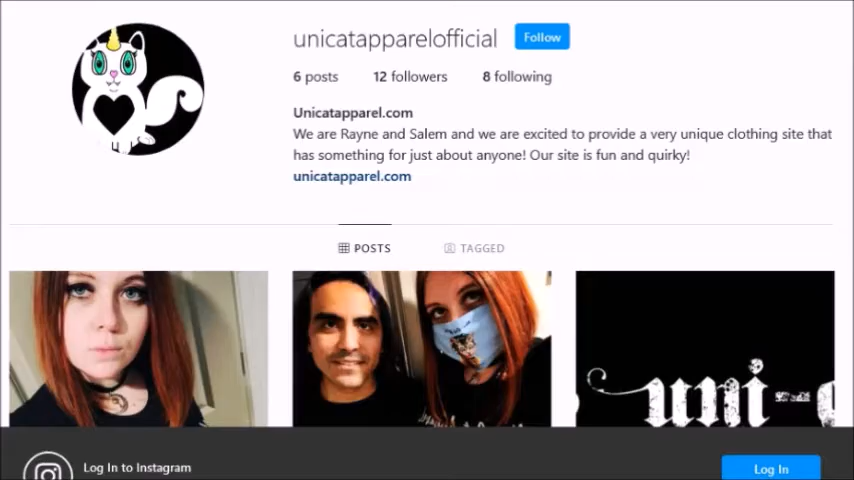 unicatapparelofficial Follow
6 posts 12 followers 8 following
Unicatapparel.com
We are Rayne and Salem and we are excited to provide a very unique clothing site that
has something for just about anyone! Our site is fun and quirky!
unicatapparel.com
POSTS TAGGED
uni-
Log In to Instagram Log In